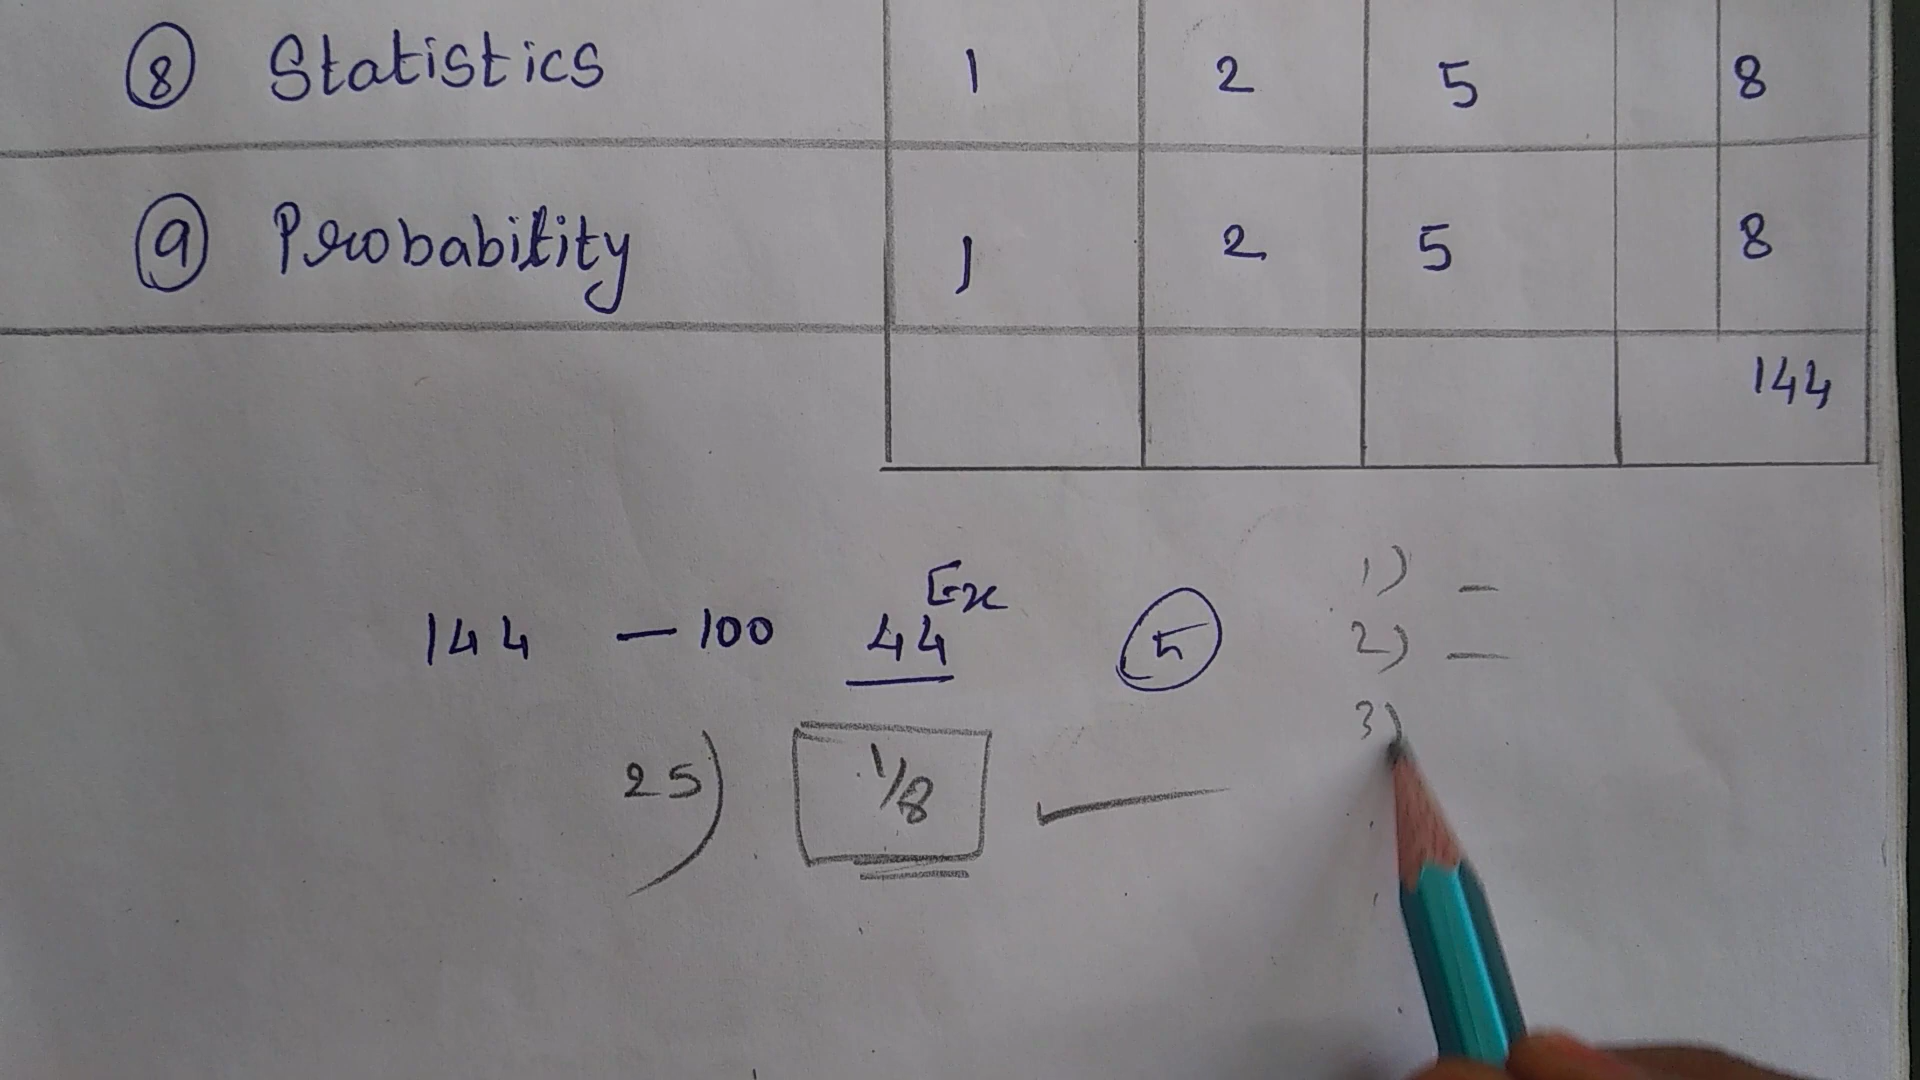 8 Statistics 1 2 5 8
9 Probability 1 2 5 8
144
Ex
144 — 100 44 5
25) 1/8
1) –
2) –
3)